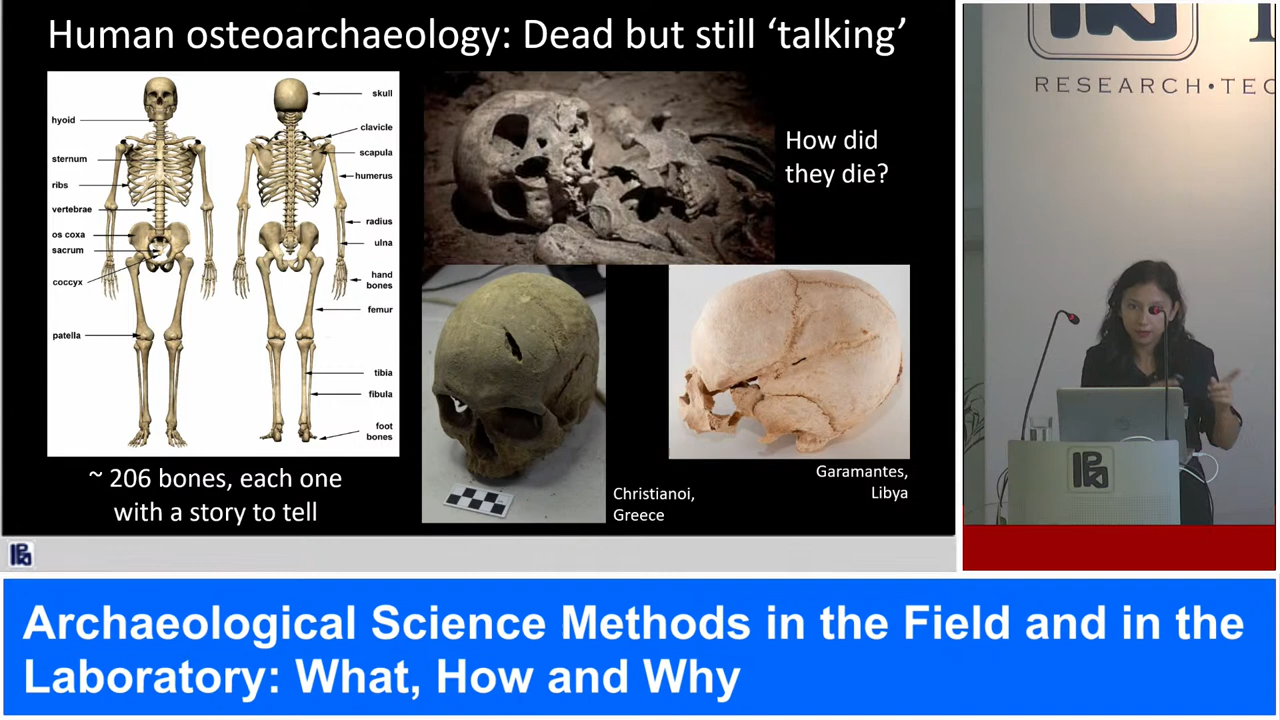 Human osteoarchaeology: Dead but still ‘talking’
hyoid
sternum
ribs
vertebrae
os coxa
sacrum
coccyx
patella
skull
clavicle
scapula
humerus
radius
ulna
hand
bones
femur
tibia
fibula
foot
bones
~ 206 bones, each one
with a story to tell
How did
they die?
Christianoi,
Greece
Garamantes,
Libya
RESEARCH•TEC
Archaeological Science Methods in the Field and in the
Laboratory: What, How and Why